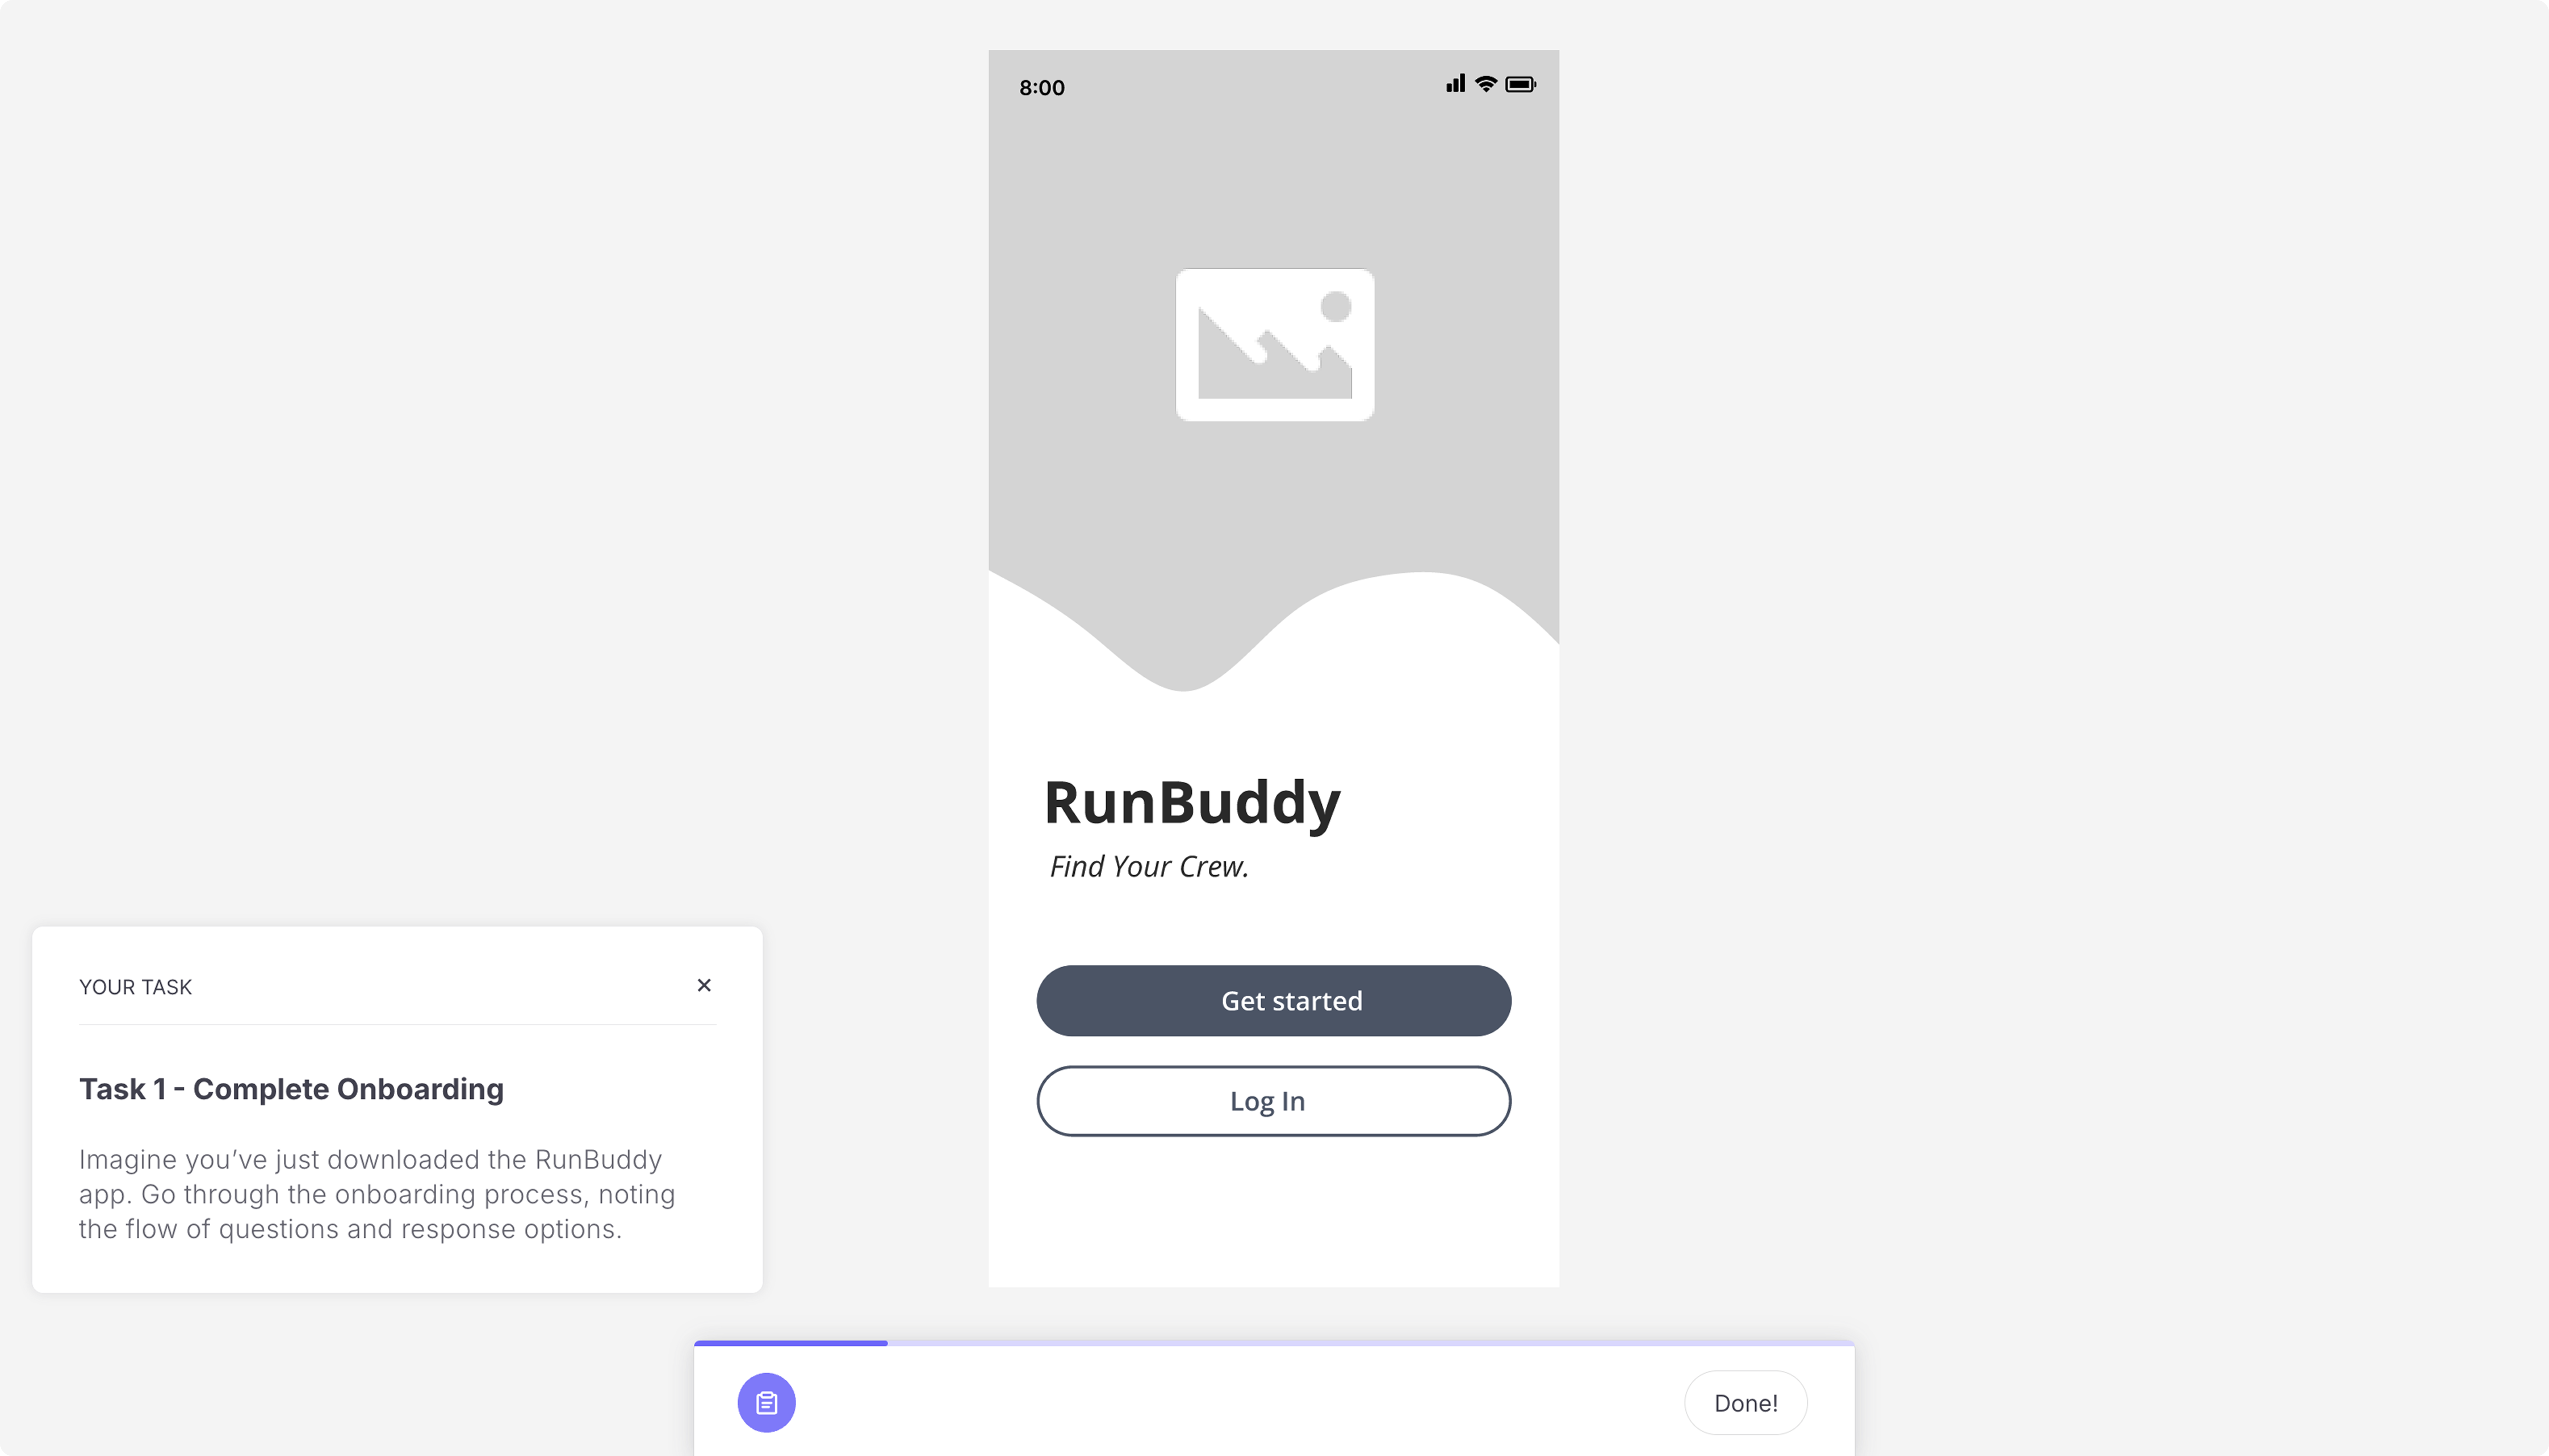 8:00
RunBuddy
Find Your Crew.
Get started
Log In
YOUR TASK
Task 1 - Complete Onboarding
Imagine you’ve just downloaded the RunBuddy
app. Go through the onboarding process, noting
the flow of questions and response options.
Done!